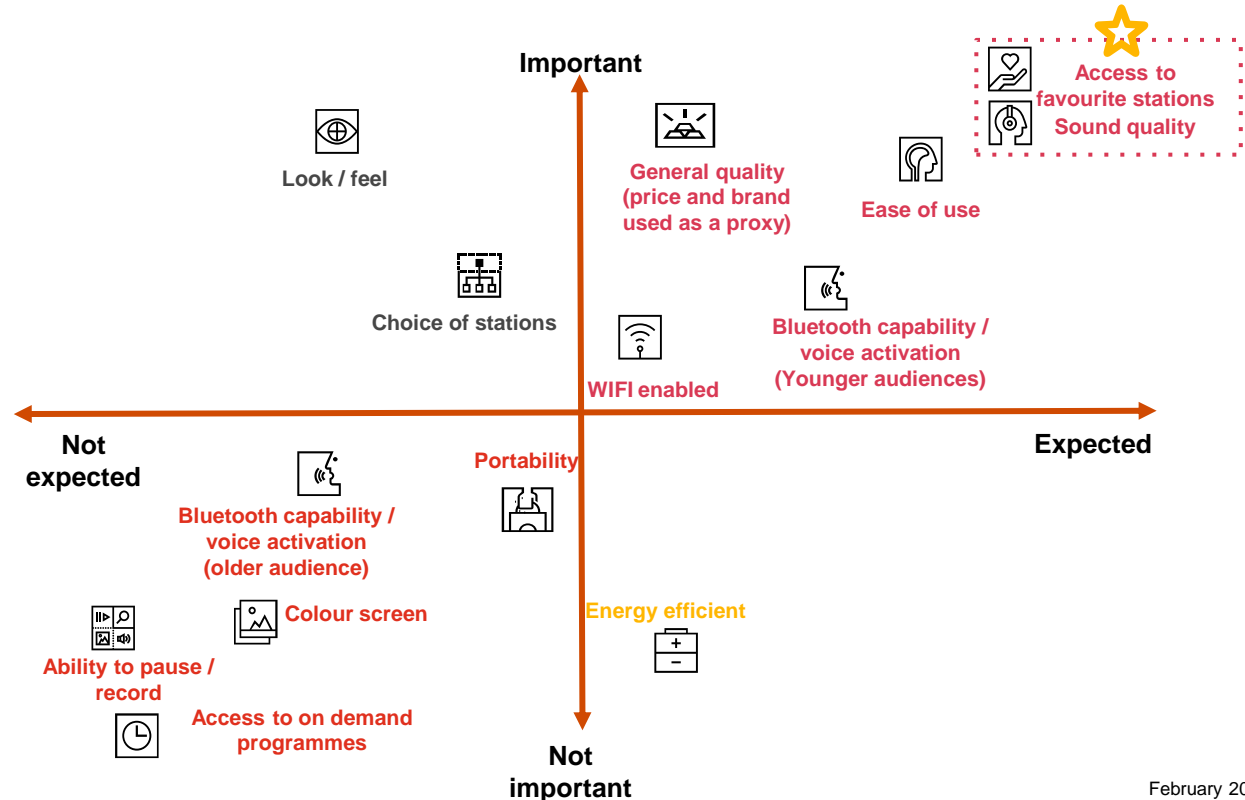 Important
Access to
favourite stations
Sound quality
Look / feel
General quality
(price and brand
used as a proxy)
Ease of use
Choice of stations
Bluetooth capability /
voice activation
(Younger audiences)
WIFI enabled
Not
expected
Expected
Portability
Bluetooth capability /
voice activation
(older audience)
Colour screen
Energy efficient
Ability to pause /
record
Access to on demand
programmes
Not
important
February 20